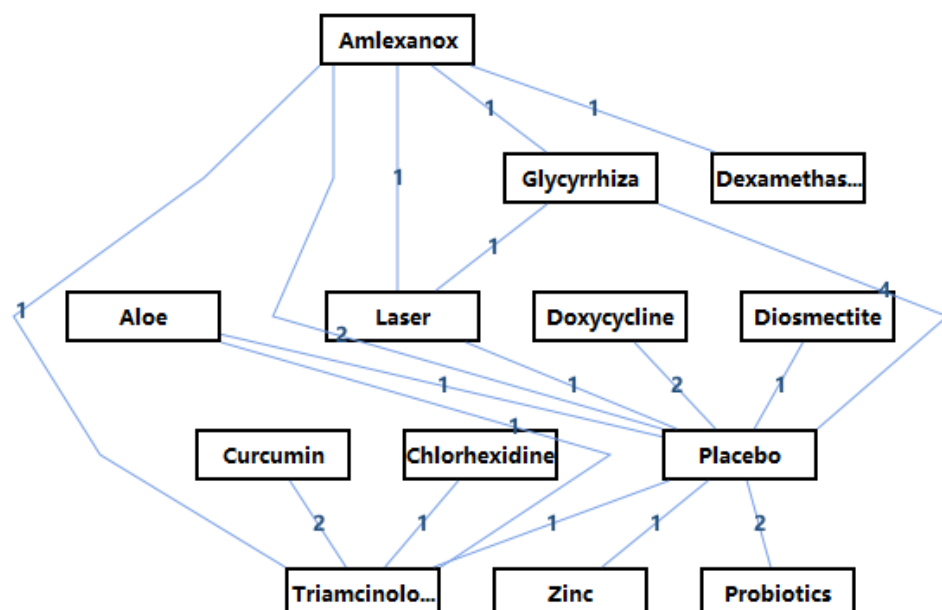 Amlexanox
1
1
Glycyrrhiza
Dexamethas...
1
1
4
1
Aloe
Laser
Doxycycline
Diosmectite
2
1
1
2
1
1
Curcumin
Chlorhexidine
Placebo
2
1
1
1
2
Triamcinolo...
Zinc
Probiotics